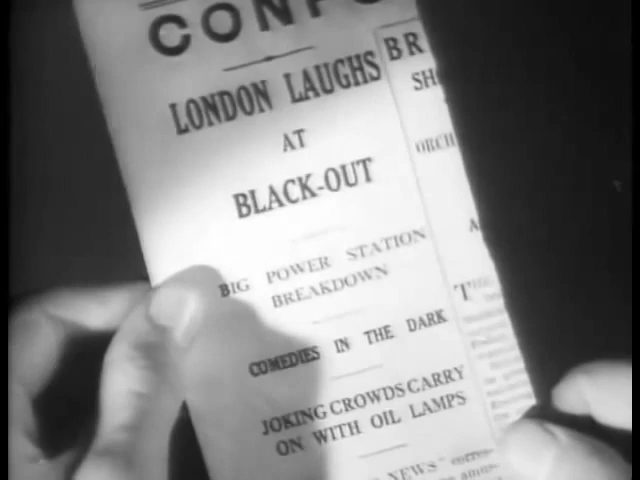 CONF
LONDON LAUGHS
AT
BLACK-OUT
BIG POWER STATION
BREAKDOWN
COMEDIES IN THE DARK
JOKING CROWDS CARRY
ON WITH OIL LAMPS
NEWS"
BR
SH
ORCH
A